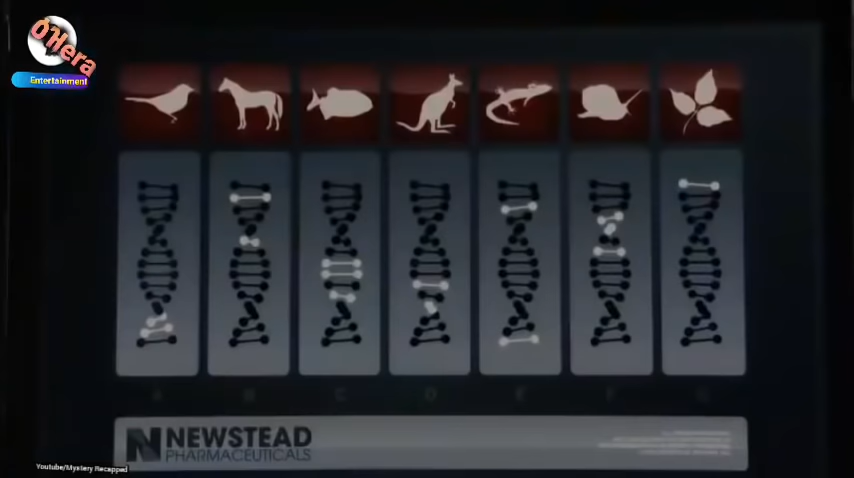 O'Hera
Entertainment
A B C D E F G
NEWSTEAD
PHARMACEUTICALS
Youtube/Mystery Recapped